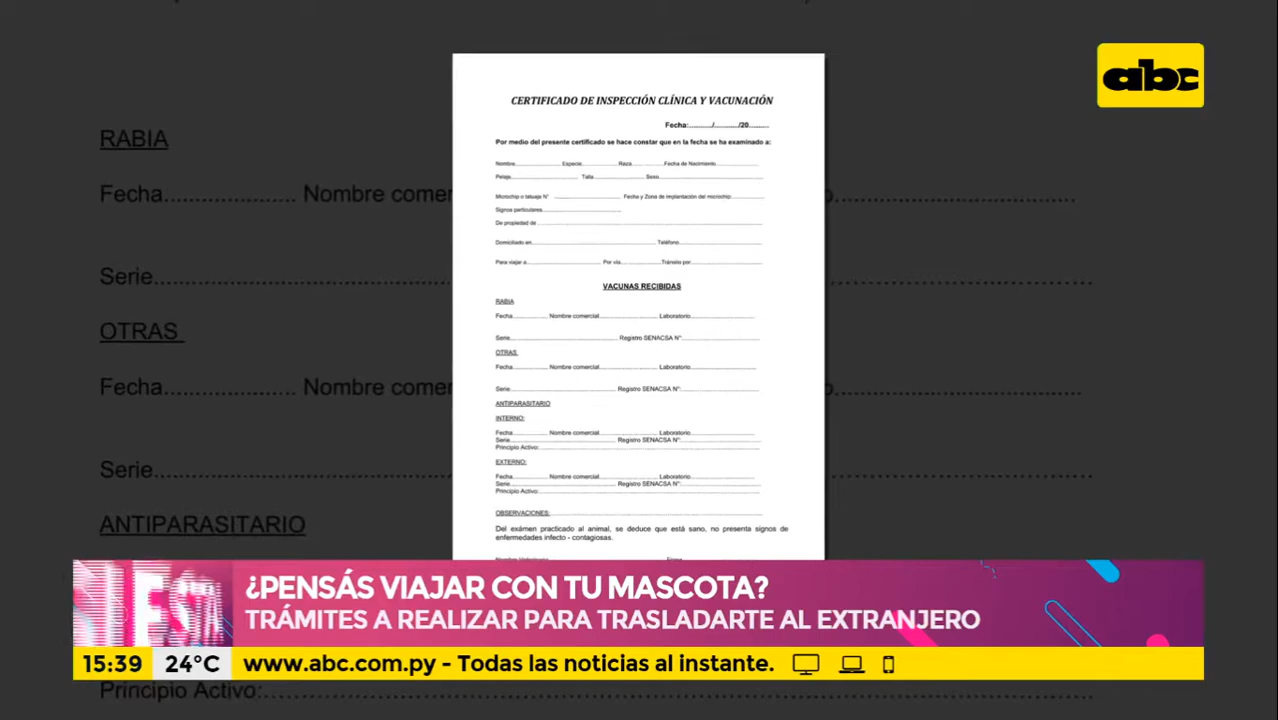 abc
CERTIFICADO DE INSPECCIÓN CLÍNICA Y VACUNACIÓN
Fecha:........../.........../20.........
Por medio del presente certificado se hace constar que en la fecha se ha examinado a:
Nombre.................. Especie.................. Raza.................. Fecha de Nacimiento..................
Pelaje.................. Talla.................. Sexo..................
Microchip o tatuaje N° .................. Fecha y Zona de implantación del microchip:..................
Signos particulares..................
De propiedad de ..................
Domiciliado en.................. Teléfono..................
Para viajar a.................. Por vía.................. Tránsito por..................
VACUNAS RECIBIDAS
RABIA
Fecha.................. Nombre comercial.................. Laboratorio..................
Serie.................. Registro SENACSA N°:..................
OTRAS
Fecha.................. Nombre comercial.................. Laboratorio..................
Serie.................. Registro SENACSA N°:..................
ANTIPARASITARIO
INTERNO:
Fecha.................. Nombre comercial.................. Laboratorio..................
Serie.................. Registro SENACSA N°:..................
Principio Activo:..................
EXTERNO:
Fecha.................. Nombre comercial.................. Laboratorio..................
Serie.................. Registro SENACSA N°:..................
Principio Activo:..................
OBSERVACIONES:..................
Del exámen practicado al animal, se deduce que está sano, no presenta signos de
enfermedades infecto - contagiosas.
RABIA
Fecha.............. Nombre
Serie..................
OTRAS
Fecha.............. Nombre
Serie..................
ANTIPARASITARIO
¿PENSÁS VIAJAR CON TU MASCOTA?
TRÁMITES A REALIZAR PARA TRASLADARTE AL EXTRANJERO
15:39 24°C www.abc.com.py - Todas las noticias al instante.
Principio Activo:..................